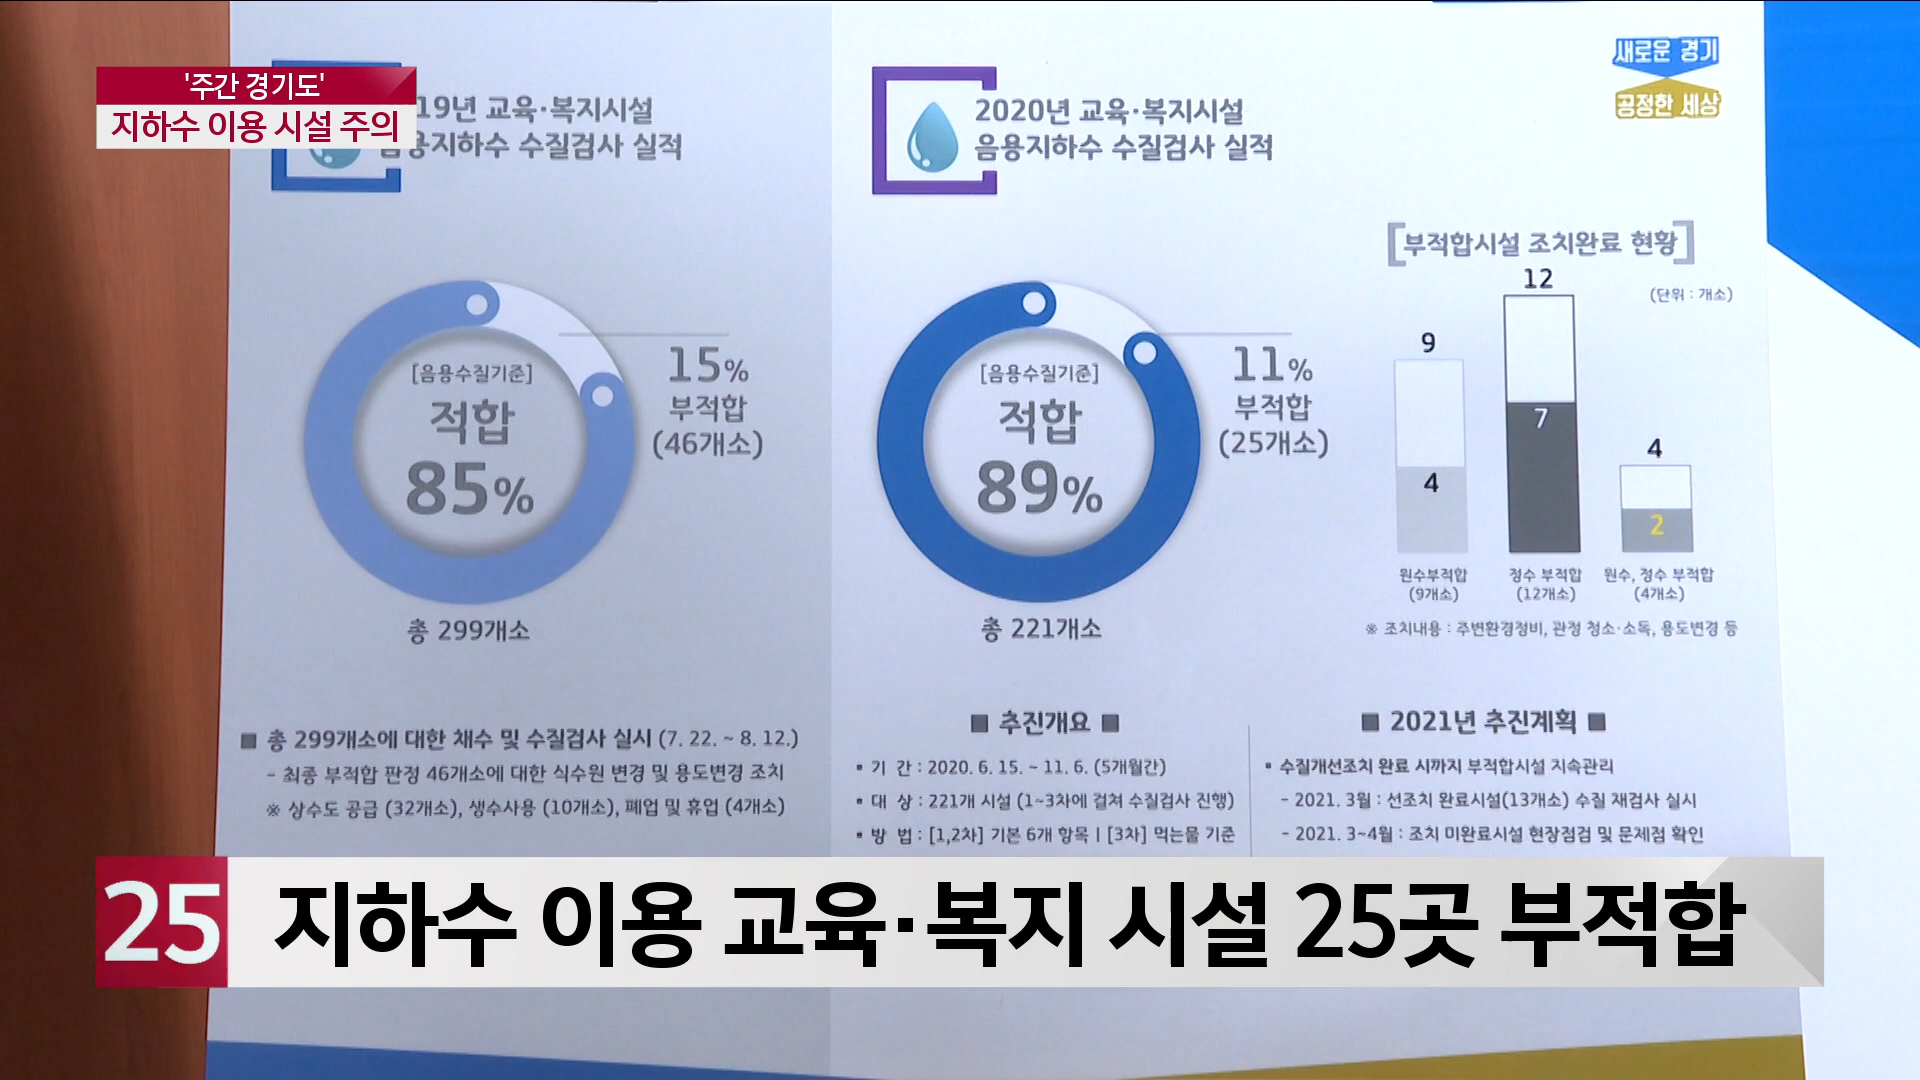 '주간 경기도'
지하수 이용 시설 주의
19년 교육·복지시설
용지하수 수질검사 실적
[음용수질기준]
적합
85%
15%
부적합
(46개소)
총 299개소
■ 총 299개소에 대한 채수 및 수질검사 실시 (7. 22. ~ 8. 12.)
- 최종 부적합 판정 46개소에 대한 식수원 변경 및 용도변경 조치
※ 상수도 공급 (32개소), 생수사용 (10개소), 폐업 및 휴업 (4개소)
2020년 교육·복지시설
음용지하수 수질검사 실적
[음용수질기준]
적합
89%
11%
부적합
(25개소)
총 221개소
새로운 경기
공정한 세상
[부적합시설 조치완료 현황]
(단위 : 개소)
9
12
4
4
7
2
원수부적합
(9개소)
정수 부적합
(12개소)
원수, 정수 부적합
(4개소)
※ 조치내용 : 주변환경정비, 관정 청소·소독, 용도변경 등
■ 추진개요 ■
▪ 기 간 : 2020. 6. 15. ~ 11. 6. (5개월간)
▪ 대 상 : 221개 시설 (1~3차에 걸쳐 수질검사 진행)
▪ 방 법 : [1,2차] 기본 6개 항목 | [3차] 먹는물 기준
■ 2021년 추진계획 ■
▪ 수질개선조치 완료 시까지 부적합시설 지속관리
- 2021. 3월 : 선조치 완료시설(13개소) 수질 재검사 실시
- 2021. 3~4월 : 조치 미완료시설 현장점검 및 문제점 확인
25 지하수 이용 교육·복지 시설 25곳 부적합